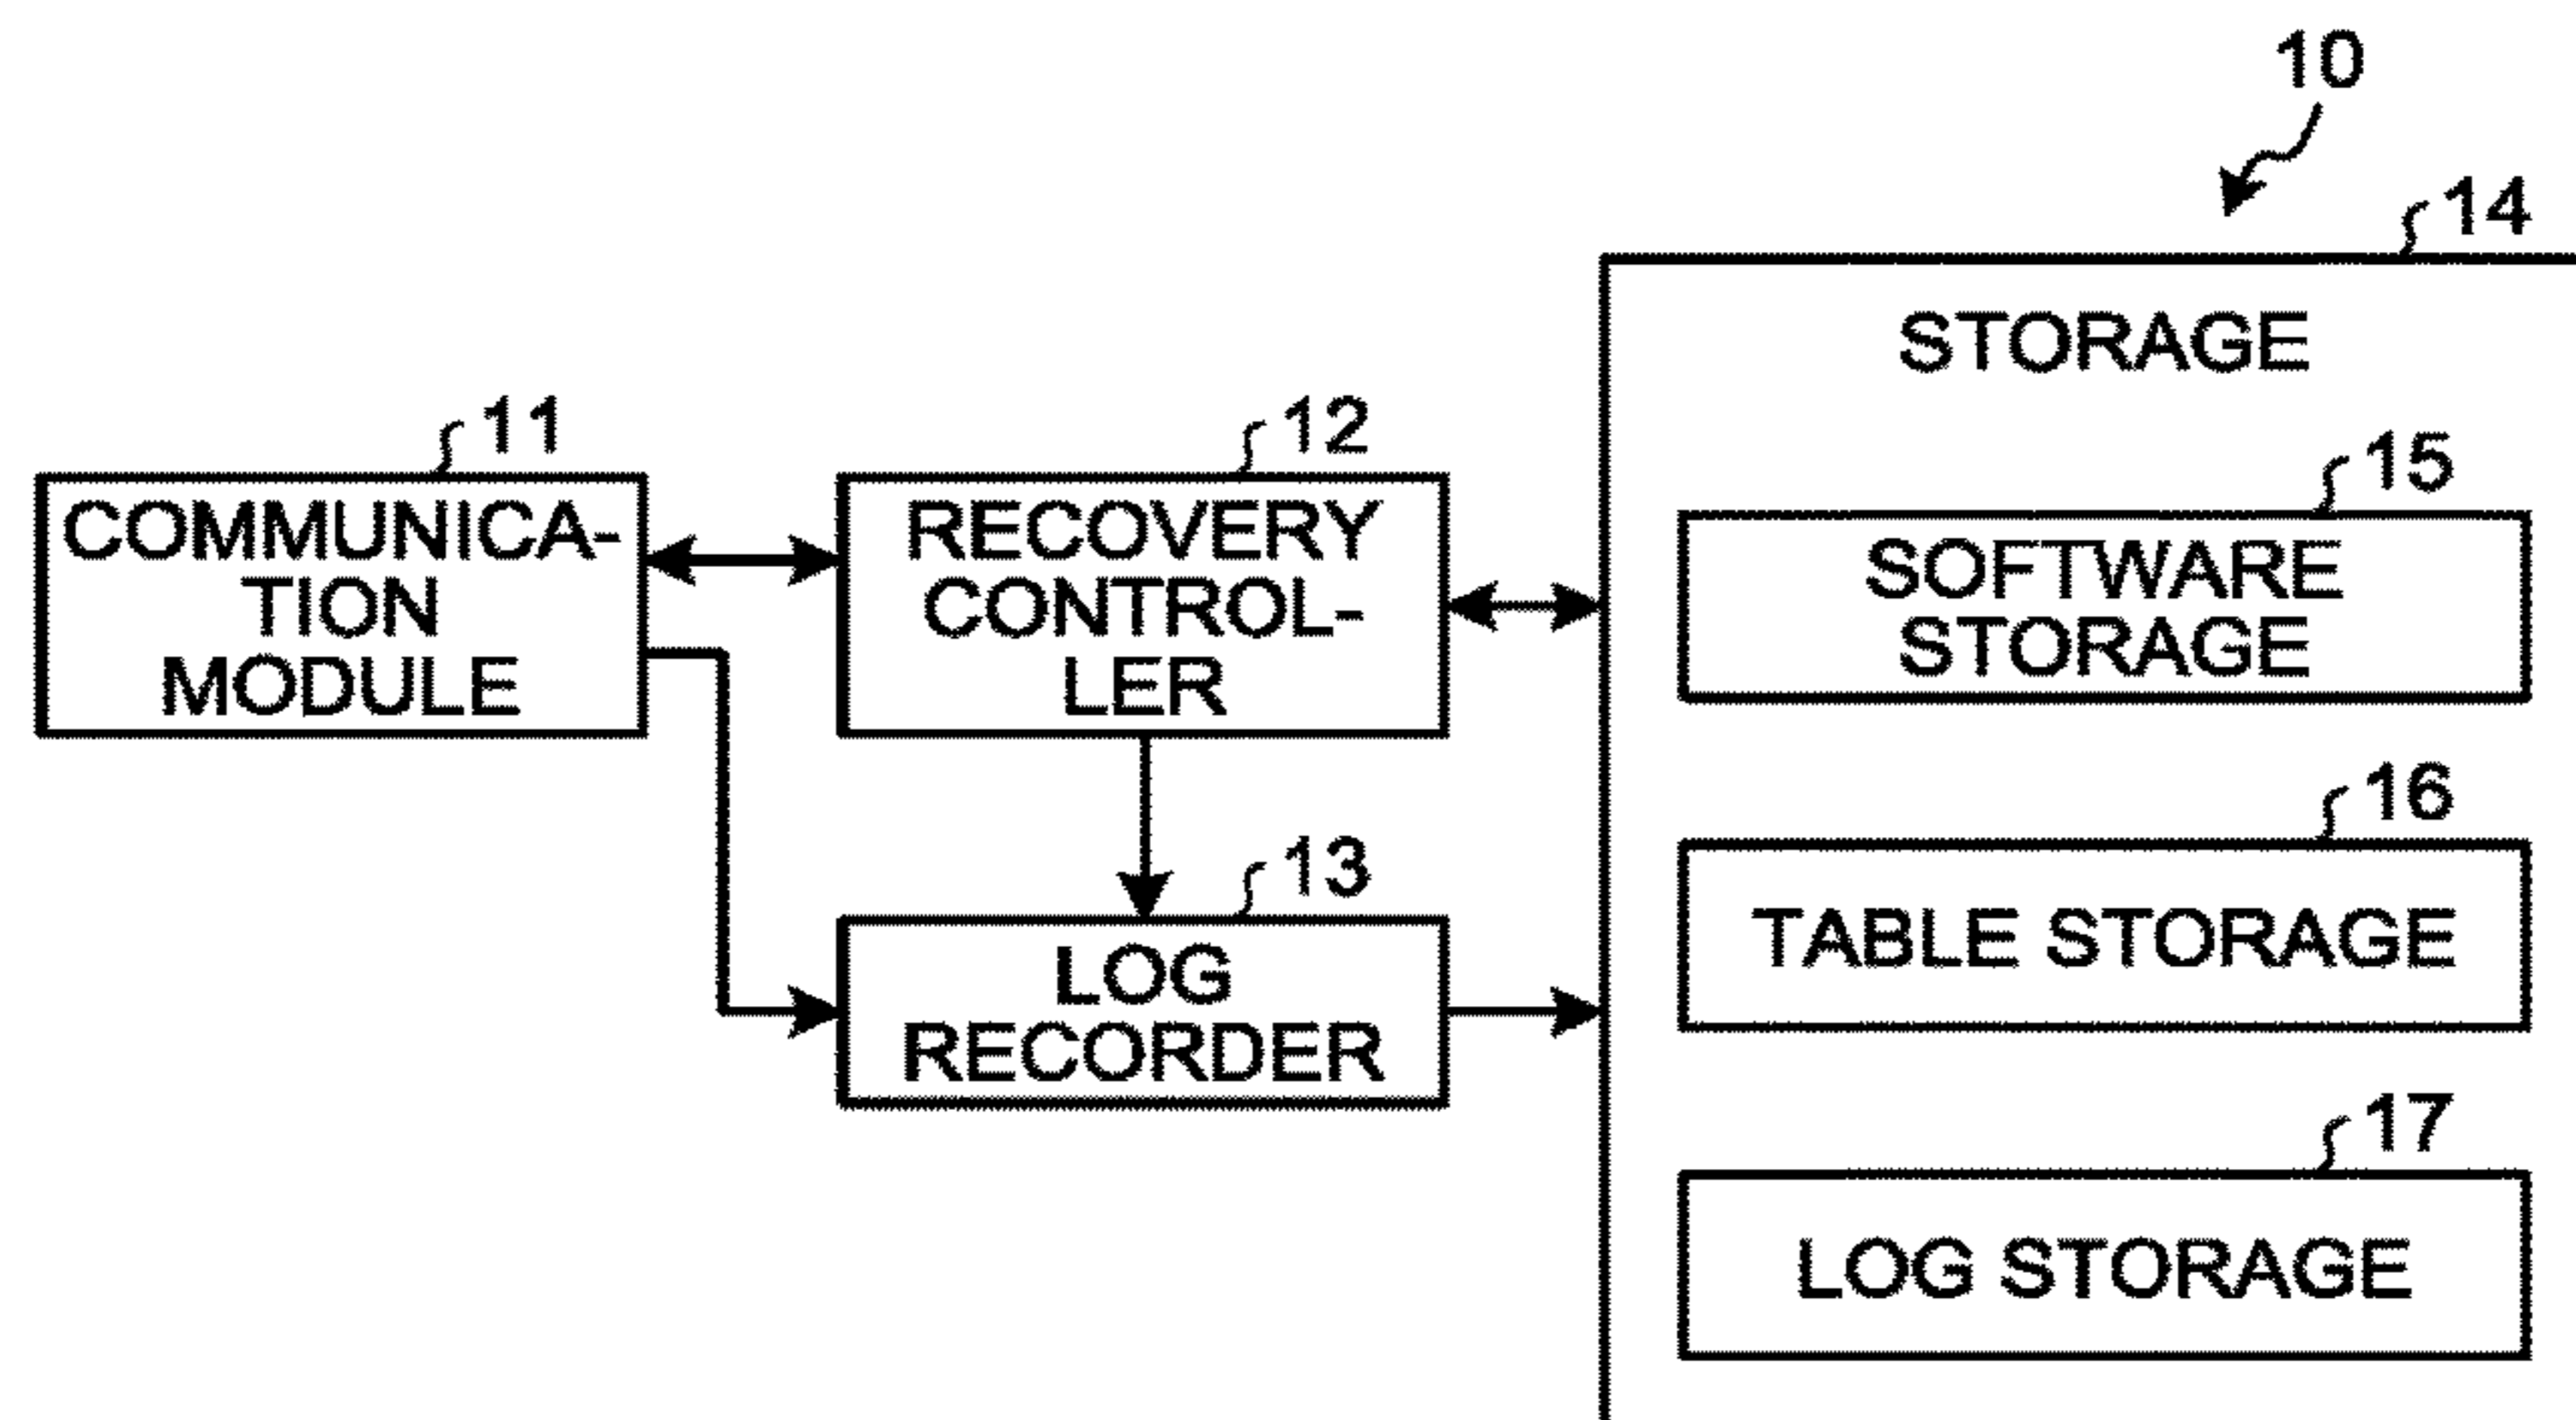 10
14
STORAGE
11
COMMUNICA-
TION
MODULE
12
RECOVERY
CONTROL-
LER
13
LOG
RECORDER
15
SOFTWARE
STORAGE
16
TABLE STORAGE
17
LOG STORAGE